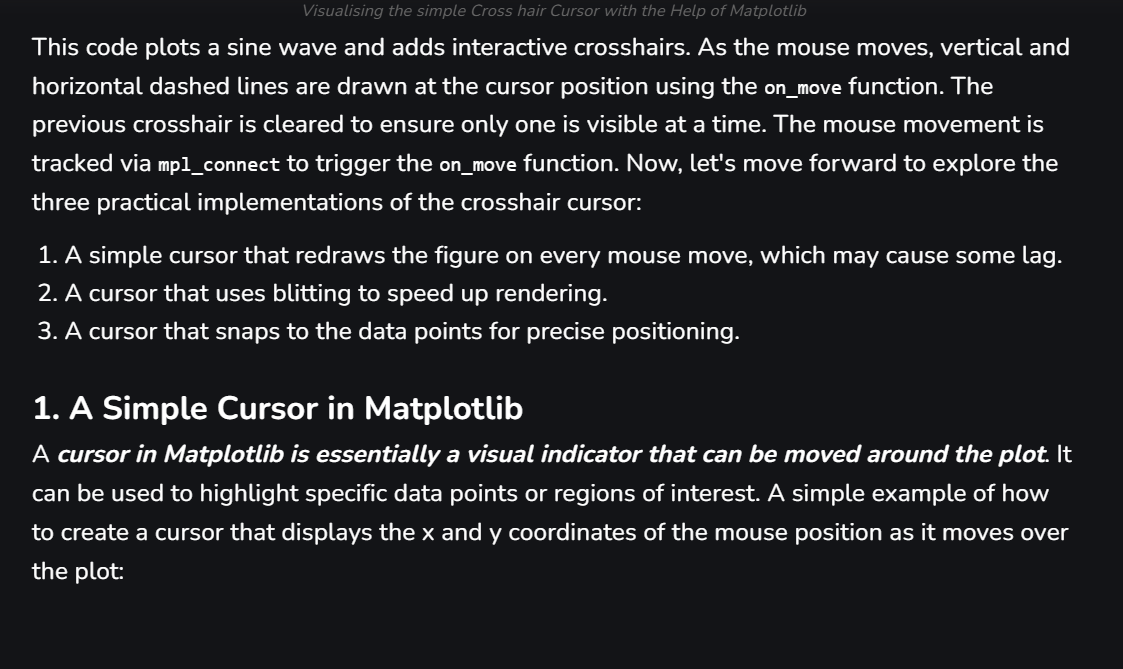 Visualising the simple Cross hair Cursor with the Help of Matplotlib
This code plots a sine wave and adds interactive crosshairs. As the mouse moves, vertical and
horizontal dashed lines are drawn at the cursor position using the on_move function. The
previous crosshair is cleared to ensure only one is visible at a time. The mouse movement is
tracked via mpl_connect to trigger the on_move function. Now, let's move forward to explore the
three practical implementations of the crosshair cursor:
1. A simple cursor that redraws the figure on every mouse move, which may cause some lag.
2. A cursor that uses blitting to speed up rendering.
3. A cursor that snaps to the data points for precise positioning.
1. A Simple Cursor in Matplotlib
A cursor in Matplotlib is essentially a visual indicator that can be moved around the plot. It
can be used to highlight specific data points or regions of interest. A simple example of how
to create a cursor that displays the x and y coordinates of the mouse position as it moves over
the plot: